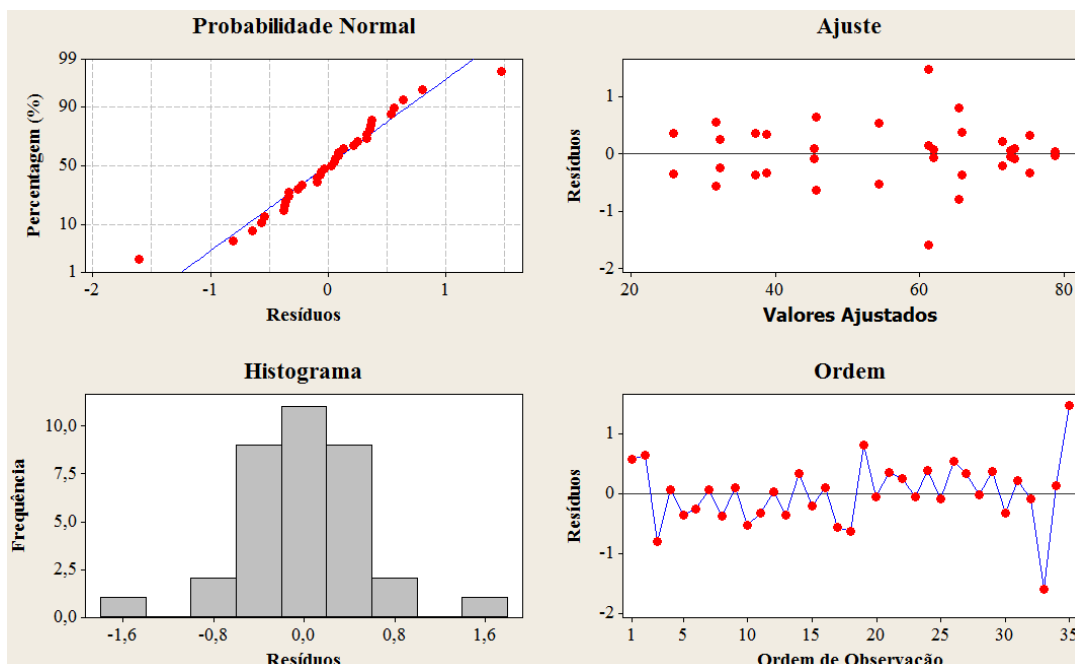 Probabilidade Normal
99
90
50
10
1
Percentagem (%)
-2 -1 0 1
Resíduos
Ajuste
1
0
-1
-2
Resíduos
20 40 60 80
Valores Ajustados
Histograma
10,0
7,5
5,0
2,5
0,0
Frequência
-1,6 -0,8 0,0 0,8 1,6
Resíduos
Ordem
1
0
-1
-2
Resíduos
1 5 10 15 20 25 30 35
Ordem de Observação